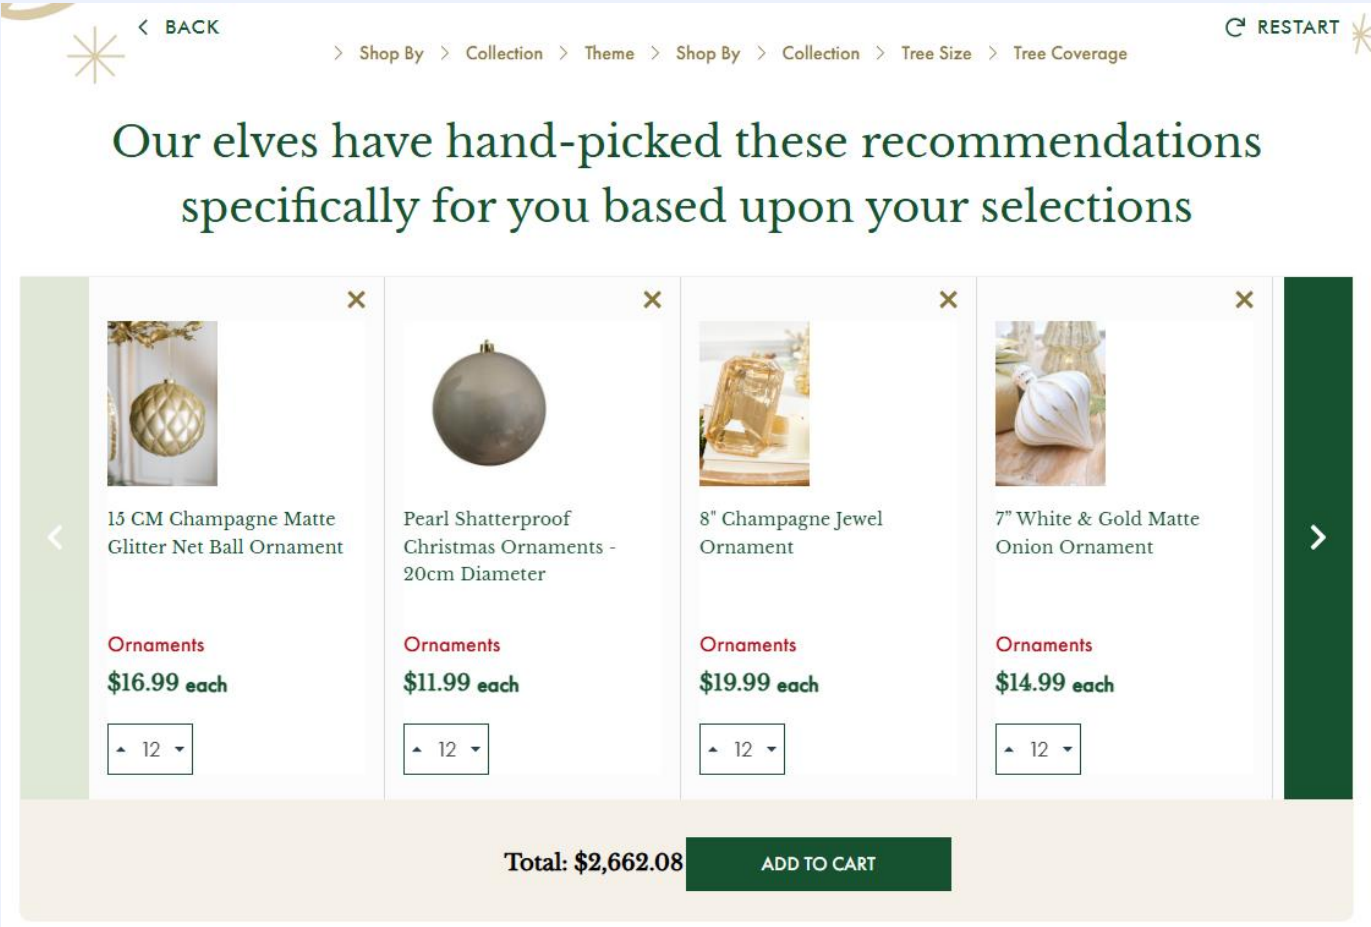 BACK
RESTART
Shop By > Collection > Theme > Shop By > Collection > Tree Size > Tree Coverage
Our elves have hand-picked these recommendations
specifically for you based upon your selections
15 CM Champagne Matte
Glitter Net Ball Ornament
Ornaments
$16.99 each
12
Pearl Shatterproof
Christmas Ornaments -
20cm Diameter
Ornaments
$11.99 each
12
8" Champagne Jewel
Ornament
Ornaments
$19.99 each
12
7” White & Gold Matte
Onion Ornament
Ornaments
$14.99 each
12
Total: $2,662.08
ADD TO CART